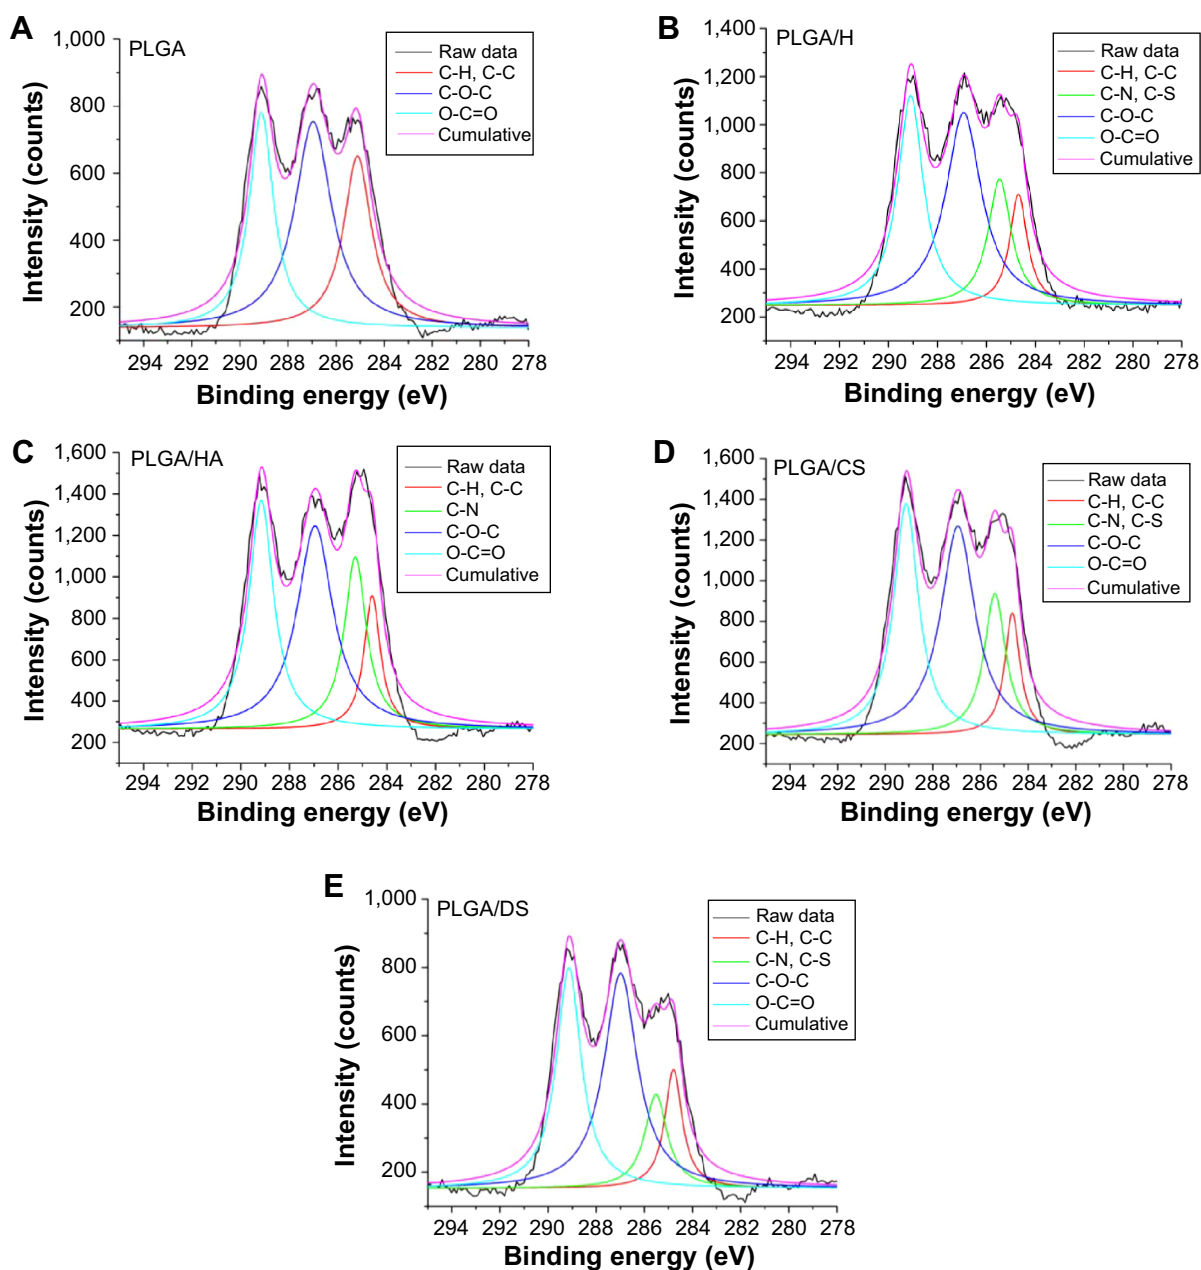 A
PLGA
1,000
800
600
400
200
Intensity (counts)
294 292 290 288 286 284 282 280 278
Binding energy (eV)
Raw data
C-H, C-C
C-O-C
O-C=O
Cumulative
B
PLGA/H
1,400
1,200
1,000
800
600
400
200
Intensity (counts)
294 292 290 288 286 284 282 280 278
Binding energy (eV)
Raw data
C-H, C-C
C-N, C-S
C-O-C
O-C=O
Cumulative
C
PLGA/HA
1,600
1,400
1,200
1,000
800
600
400
200
Intensity (counts)
294 292 290 288 286 284 282 280 278
Binding energy (eV)
Raw data
C-H, C-C
C-N
C-O-C
O-C=O
Cumulative
D
PLGA/CS
1,600
1,400
1,200
1,000
800
600
400
200
Intensity (counts)
294 292 290 288 286 284 282 280 278
Binding energy (eV)
Raw data
C-H, C-C
C-N, C-S
C-O-C
O-C=O
Cumulative
E
PLGA/DS
1,000
800
600
400
200
Intensity (counts)
294 292 290 288 286 284 282 280 278
Binding energy (eV)
Raw data
C-H, C-C
C-N, C-S
C-O-C
O-C=O
Cumulative